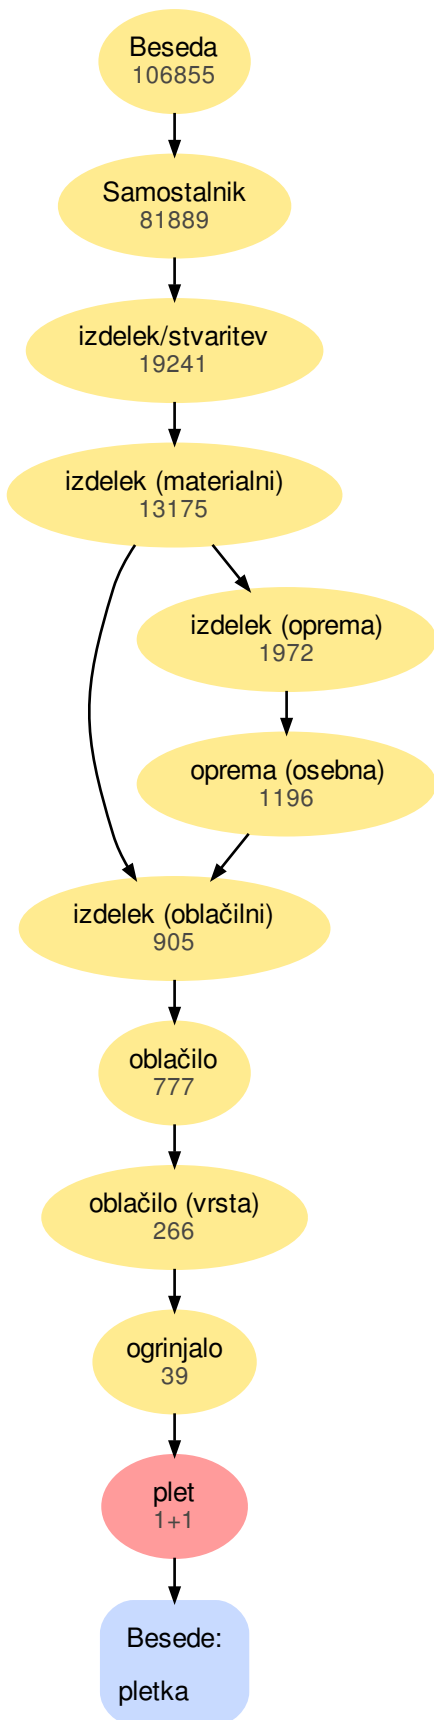 Beseda
106855
Samostalnik
81889
izdelek/stvaritev
19241
izdelek (materialni)
13175
izdelek (oprema)
1972
oprema (osebna)
1196
izdelek (oblačilni)
905
oblačilo
777
oblačilo (vrsta)
266
ogrinjalo
39
plet
1+1
Besede:
pletka